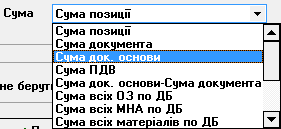 Сума Сума позиції
Сума позиції
Сума документа
Сума док. основи
Сума ПДВ
не берут
Сума док. основи-Сума документа
Сума всіх ОЗ по ДБ
Сума всіх МНА по ДБ
Сума всіх матеріалів по ДБ